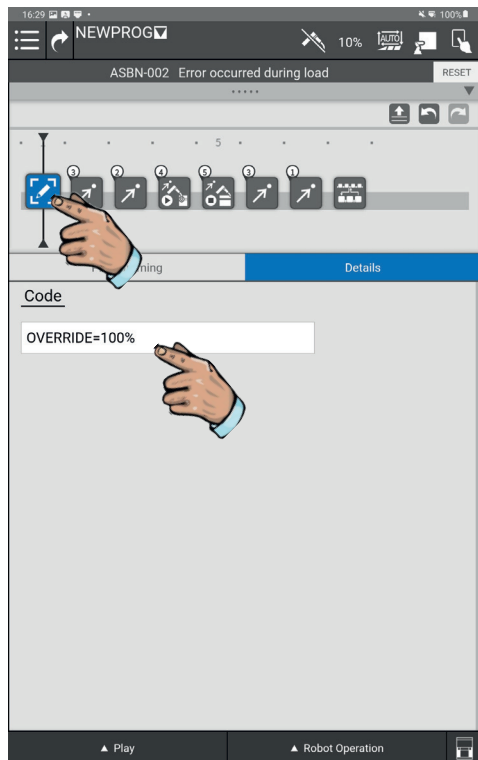 16:29 100%
NEWPROG
10% AUTO
ASBN-002 Error occurred during load RESET
5
3 2 4 5 3 1
ning Details
Code
OVERRIDE=100%
Play Robot Operation